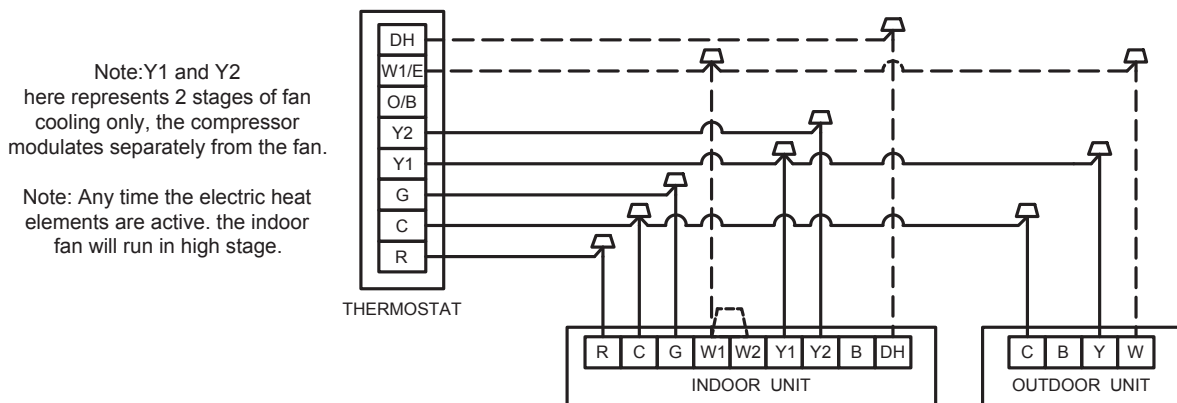 Note:Y1 and Y2
here represents 2 stages of fan
cooling only, the compressor
modulates separately from the fan.
Note: Any time the electric heat
elements are active. the indoor
fan will run in high stage.
DH
W1/E
O/B
Y2
Y1
G
C
R
THERMOSTAT
R C G W1 W2 Y1 Y2 B DH
INDOOR UNIT
C B Y W
OUTDOOR UNIT